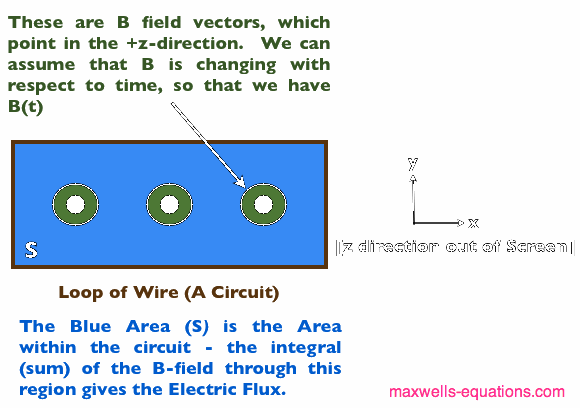 These are B field vectors, which
point in the +z-direction. We can
assume that B is changing with
respect to time, so that we have
B(t)
y
x
[z direction out of Screen]
S
Loop of Wire (A Circuit)
The Blue Area (S) is the Area
within the circuit - the integral
(sum) of the B-field through this
region gives the Electric Flux.
maxwells-equations.com